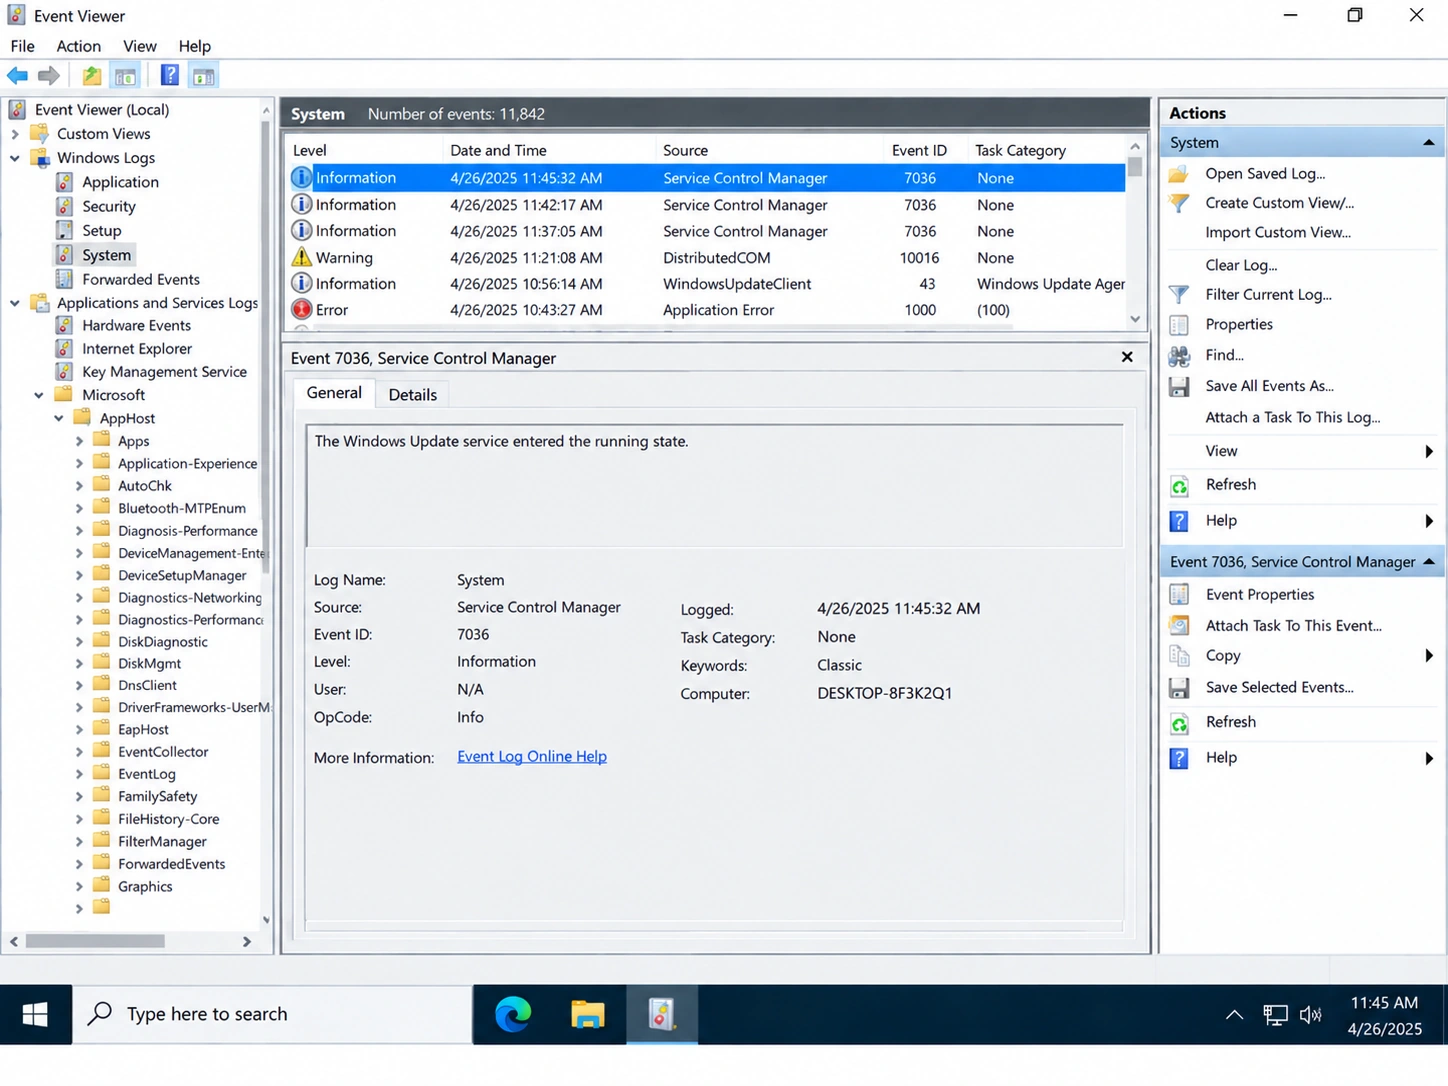 Event Viewer
File Action View Help
Event Viewer (Local)
Custom Views
Windows Logs
Application
Security
Setup
System
Forwarded Events
Applications and Services Logs
Hardware Events
Internet Explorer
Key Management Service
Microsoft
AppHost
Apps
Application-Experience
AutoChk
Bluetooth-MTPEnum
Diagnosis-Performance
DeviceManagement-Ente
DeviceSetupManager
Diagnostics-Networking
Diagnostics-Performanc
DiskDiagnostic
DiskMgmt
DnsClient
DriverFrameworks-UserM
EapHost
EventCollector
EventLog
FamilySafety
FileHistory-Core
FilterManager
ForwardedEvents
Graphics
System Number of events: 11,842
Level Date and Time Source Event ID Task Category
Information 4/26/2025 11:45:32 AM Service Control Manager 7036 None
Information 4/26/2025 11:42:17 AM Service Control Manager 7036 None
Information 4/26/2025 11:37:05 AM Service Control Manager 7036 None
Warning 4/26/2025 11:21:08 AM DistributedCOM 10016 None
Information 4/26/2025 10:56:14 AM WindowsUpdateClient 43 Windows Update Ager
Error 4/26/2025 10:43:27 AM Application Error 1000 (100)
Event 7036, Service Control Manager
General Details
The Windows Update service entered the running state.
Log Name: System
Source: Service Control Manager Logged: 4/26/2025 11:45:32 AM
Event ID: 7036 Task Category: None
Level: Information Keywords: Classic
User: N/A Computer: DESKTOP-8F3K2Q1
OpCode: Info
More Information: Event Log Online Help
Actions
System
Open Saved Log...
Create Custom View/...
Import Custom View...
Clear Log...
Filter Current Log...
Properties
Find...
Save All Events As...
Attach a Task To This Log...
View
Refresh
Help
Event 7036, Service Control Manager
Event Properties
Attach Task To This Event...
Copy
Save Selected Events...
Refresh
Help
Type here to search
11:45 AM
4/26/2025